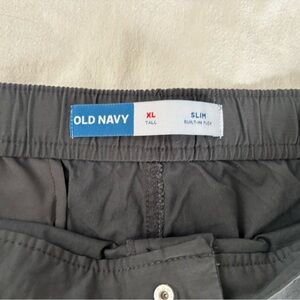 OLD NAVY
XL
TALL
SLIM
BUILT-IN FLEX